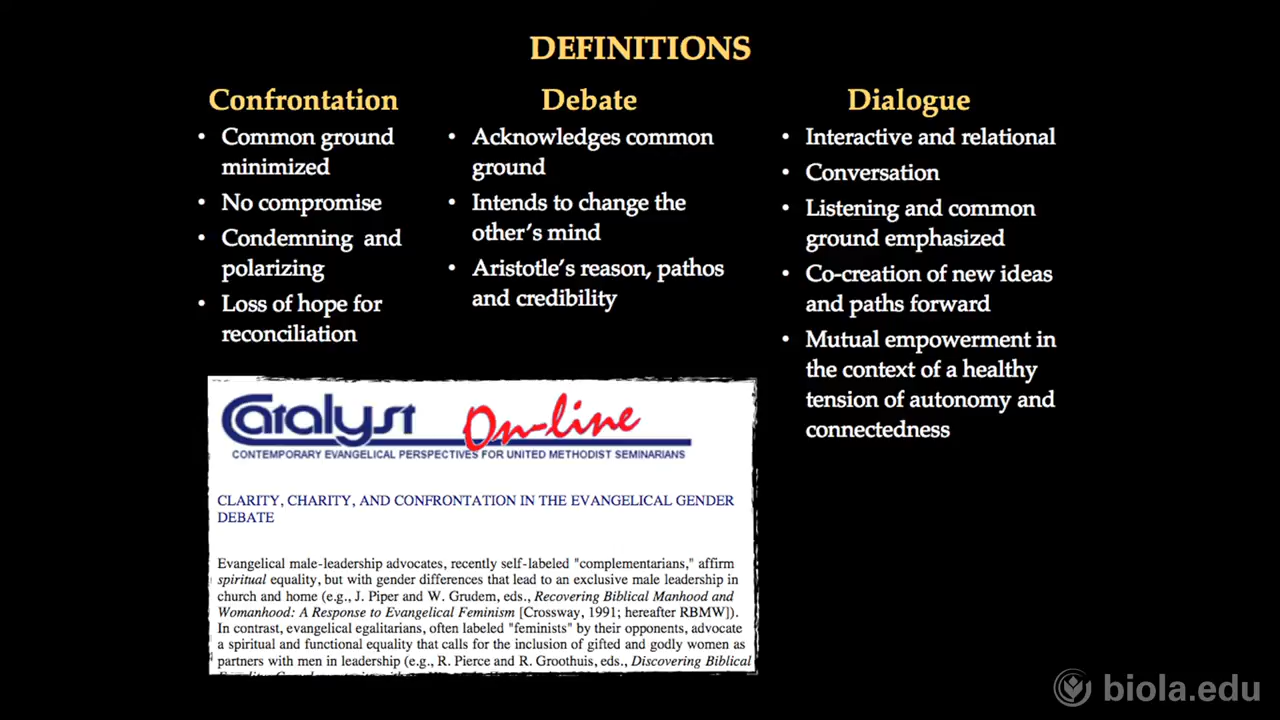 DEFINITIONS
Confrontation
• Common ground
minimized
• No compromise
• Condemning and
polarizing
• Loss of hope for
reconciliation
Debate
• Acknowledges common
ground
• Intends to change the
other's mind
• Aristotle's reason, pathos
and credibility
Dialogue
• Interactive and relational
• Conversation
• Listening and common
ground emphasized
• Co-creation of new ideas
and paths forward
• Mutual empowerment in
the context of a healthy
tension of autonomy and
connectedness
Catalyst On-line
CONTEMPORARY EVANGELICAL PERSPECTIVES FOR UNITED METHODIST SEMINARIANS
CLARITY, CHARITY, AND CONFRONTATION IN THE EVANGELICAL GENDER
DEBATE
Evangelical male-leadership advocates, recently self-labeled "complementarians," affirm
spiritual equality, but with gender differences that lead to an exclusive male leadership in
church and home (e.g., J. Piper and W. Grudem, eds., Recovering Biblical Manhood and
Womanhood: A Response to Evangelical Feminism [Crossway, 1991; hereafter RBMW]).
In contrast, evangelical egalitarians, often labeled "feminists" by their opponents, advocate
a spiritual and functional equality that calls for the inclusion of gifted and godly women as
partners with men in leadership (e.g., R. Pierce and R. Groothuis, eds., Discovering Biblical
biola.edu